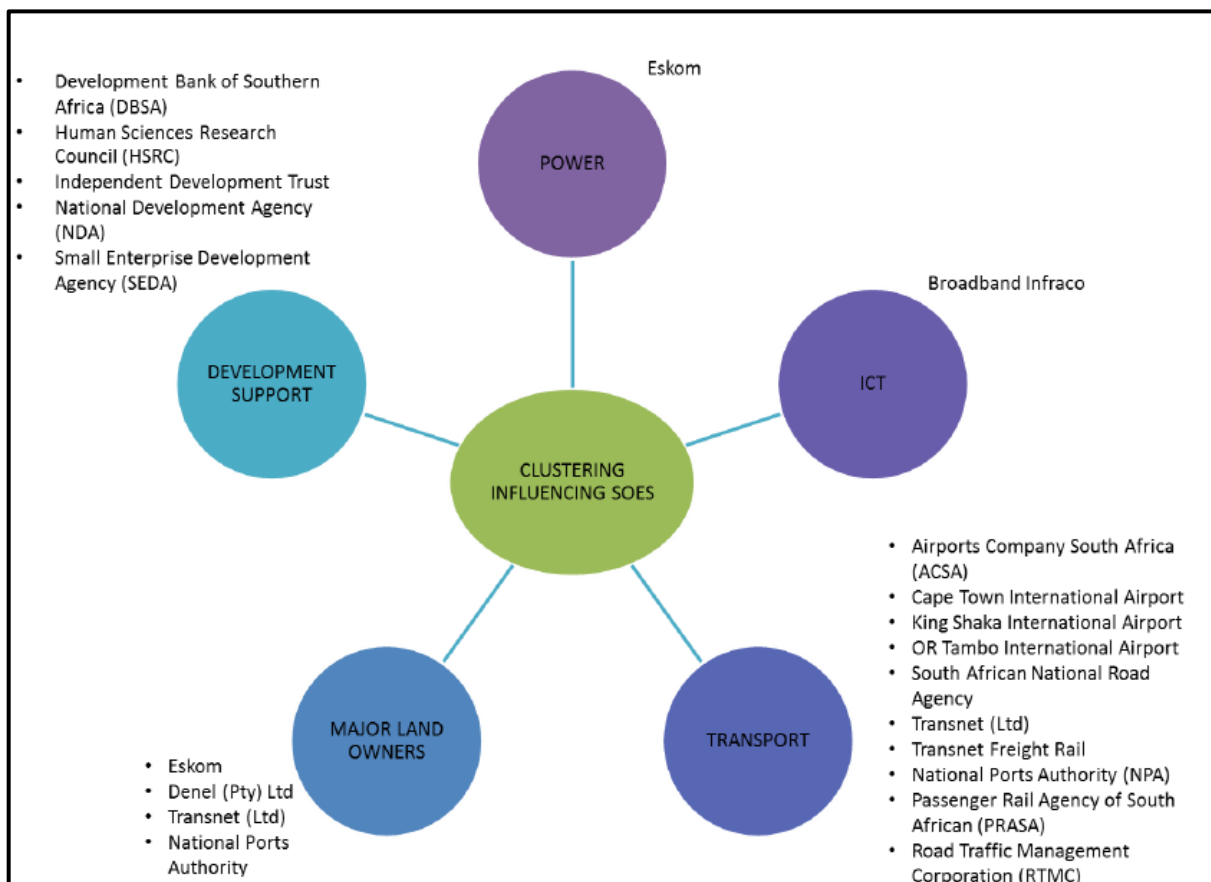 Eskom
POWER
• Development Bank of Southern
Africa (DBSA)
• Human Sciences Research
Council (HSRC)
• Independent Development Trust
• National Development Agency
(NDA)
• Small Enterprise Development
Agency (SEDA)
DEVELOPMENT
SUPPORT
Broadband Infraco
ICT
CLUSTERING
INFLUENCING SOES
MAJOR LAND
OWNERS
• Eskom
• Denel (Pty) Ltd
• Transnet (Ltd)
• National Ports
Authority
TRANSPORT
• Airports Company South Africa
(ACSA)
• Cape Town International Airport
• King Shaka International Airport
• OR Tambo International Airport
• South African National Road
Agency
• Transnet (Ltd)
• Transnet Freight Rail
• National Ports Authority (NPA)
• Passenger Rail Agency of South
African (PRASA)
• Road Traffic Management
Corporation (RTMC)